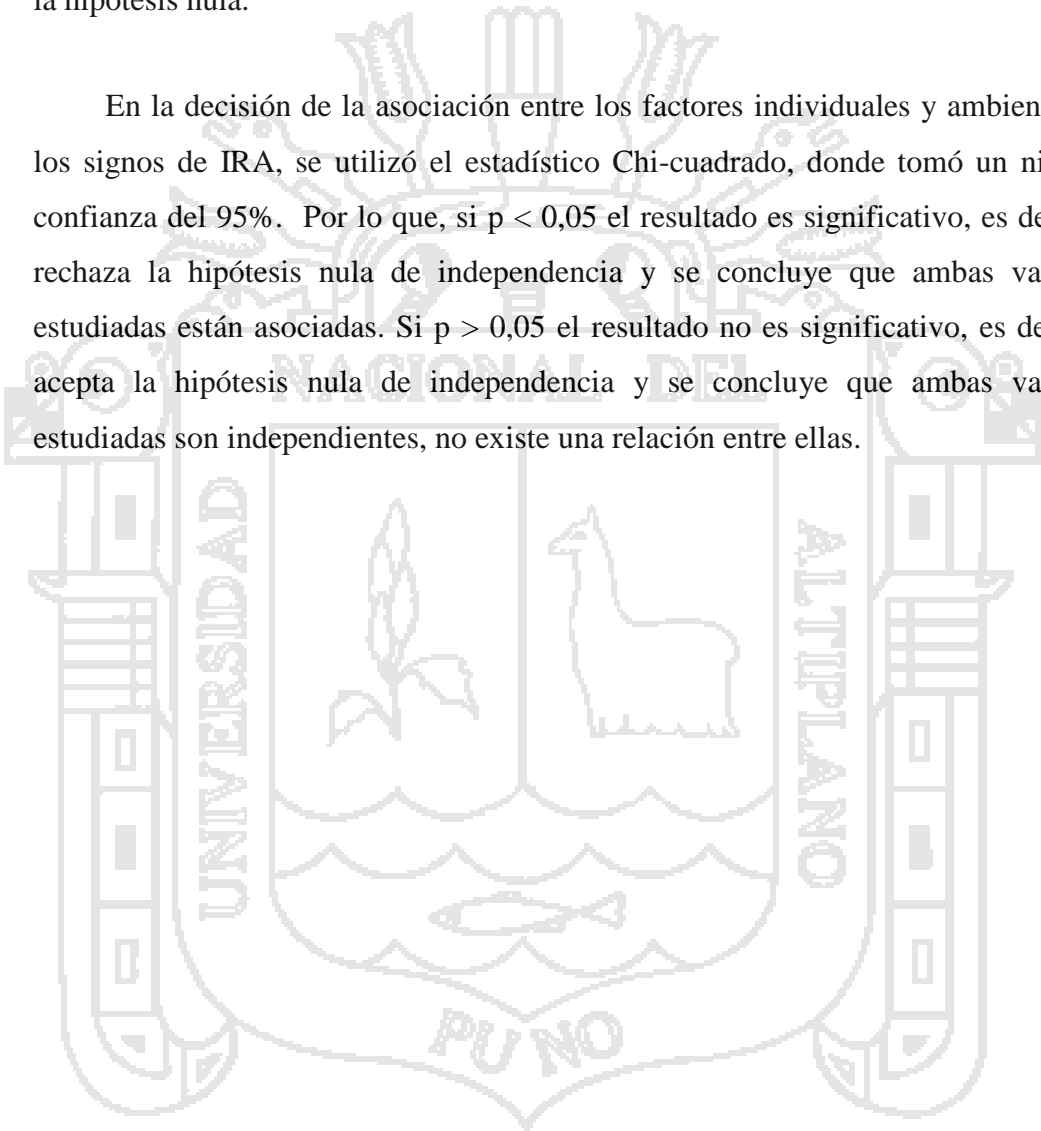 la hipótesis nula.
En la decisión de la asociación entre los factores individuales y ambien
los signos de IRA, se utilizó el estadístico Chi-cuadrado, donde tomó un ni
confianza del 95%. Por lo que, si p < 0,05 el resultado es significativo, es de
rechaza la hipótesis nula de independencia y se concluye que ambas va
estudiadas están asociadas. Si p > 0,05 el resultado no es significativo, es de
acepta la hipótesis nula de independencia y se concluye que ambas va
estudiadas son independientes, no existe una relación entre ellas.
NACIONAL DEL
UNIVERSIDAD
ALTIPLANO
PUNO